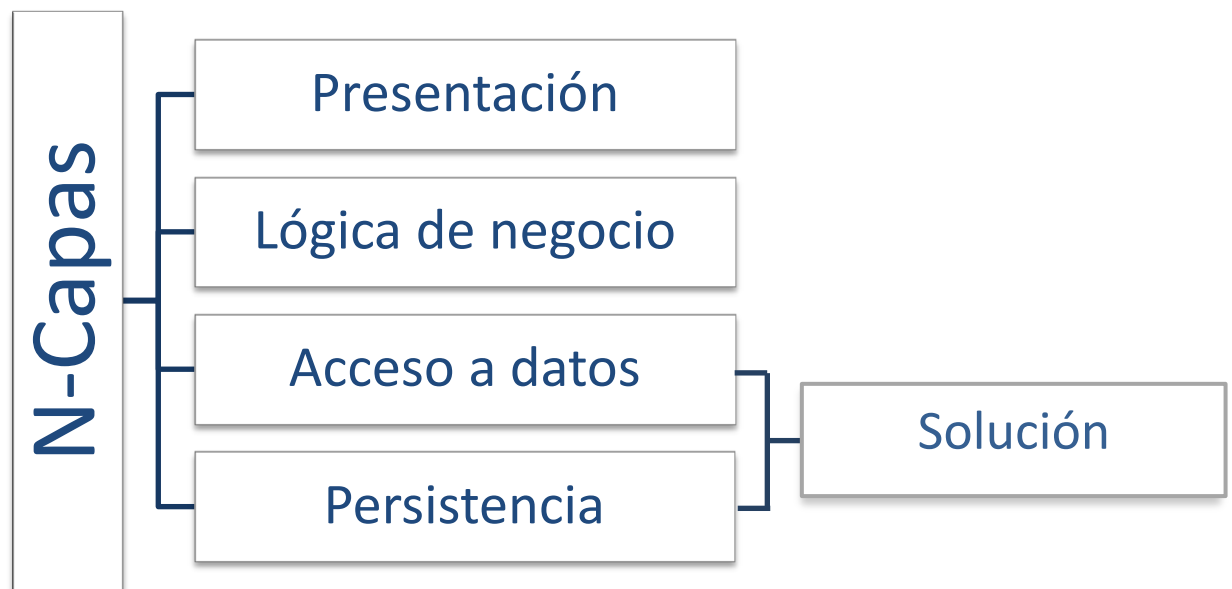 N-Capas
Presentación
Lógica de negocio
Acceso a datos
Persistencia
Solución